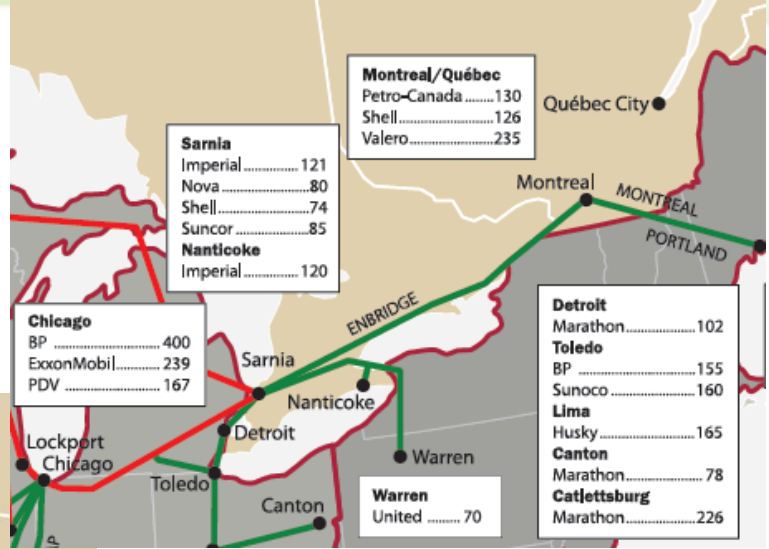 Montreal/Québec
Petro-Canada ........130
Shell ........................126
Valero .....................235
Québec City
Sarnia
Imperial ............... 121
Nova .......................80
Shell ........................74
Suncor ....................85
Nanticoke
Imperial ............... 120
Montreal
MONTREAL
PORTLAND
ENBRIDGE
Chicago
BP ........................ 400
ExxonMobil ........... 239
PDV ..................... 167
Sarnia
Nanticoke
Detroit
Marathon ................ 102
Toledo
BP ........................... 155
Sunoco ................... 160
Lima
Husky ..................... 165
Canton
Marathon .................. 78
Catlettsburg
Marathon ................ 226
Detroit
Lockport
Chicago
Warren
Toledo
Canton
Warren
United ......... 70